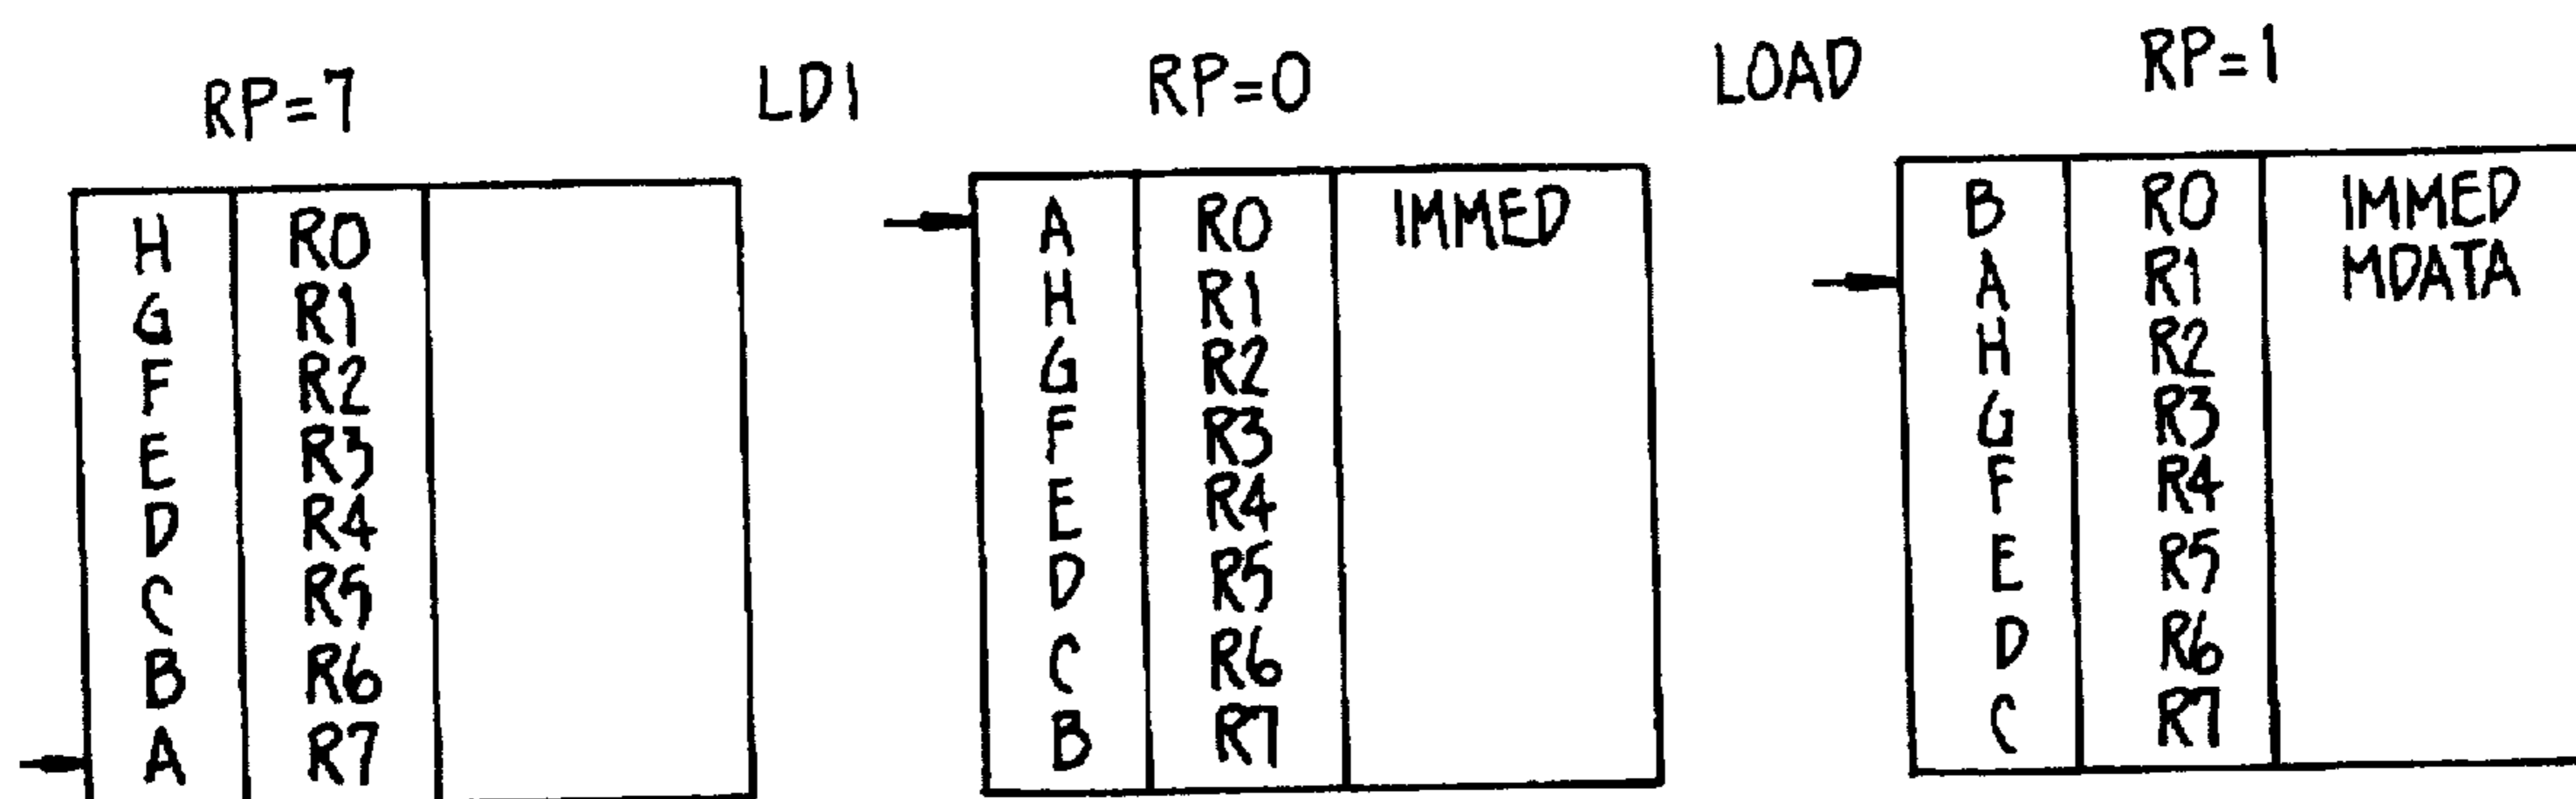 RP=7 LDI RP=0 LOAD RP=1
H R0
G R1
F R2
E R3
D R4
C R5
B R6
A R7
A R0 IMMED
H R1
G R2
F R3
E R4
D R5
C R6
B R7
B R0 IMMED
A R1 MDATA
H R2
G R3
F R4
E R5
D R6
C R7